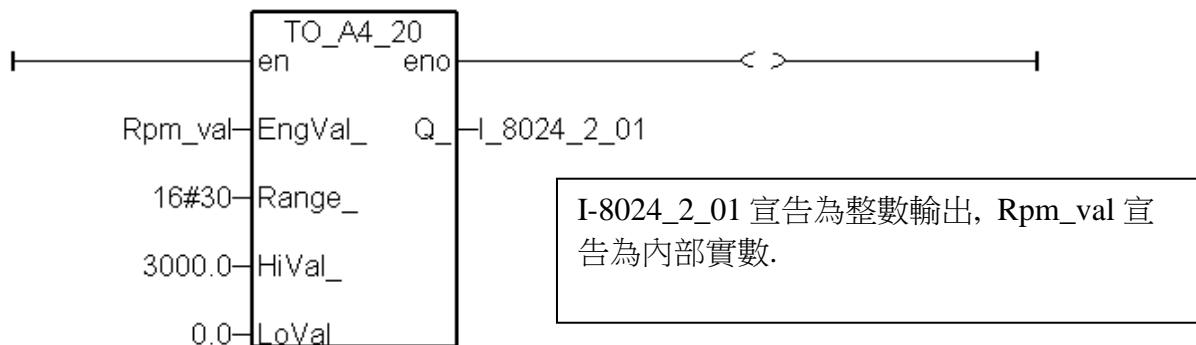 TO_A4_20
en eno
Rpm_val EngVal_ Q_ I_8024_2_01
16#30 Range_
3000.0 HiVal_
0.0 LoVal
I-8024_2_01 宣告為整數輸出, Rpm_val 宣
告為內部實數.